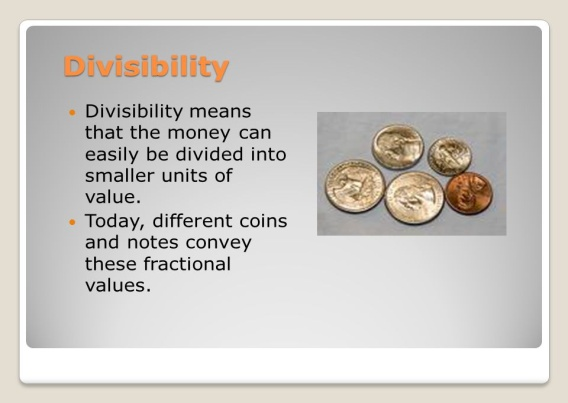 Divisibility
• Divisibility means
that the money can
easily be divided into
smaller units of
value.
• Today, different coins
and notes convey
these fractional
values.